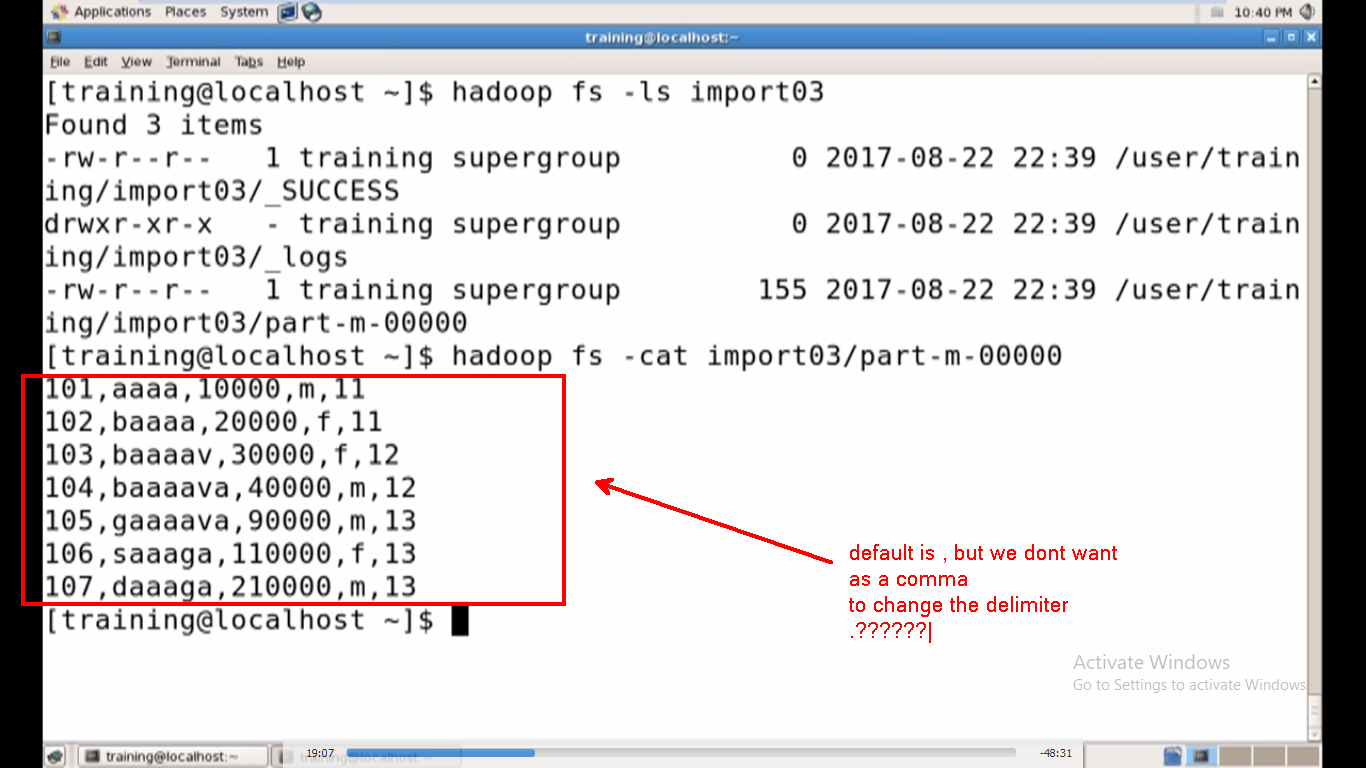 Applications Places System 10:40 PM
training@localhost:~
File Edit View Terminal Tabs Help
[training@localhost ~]$ hadoop fs -ls import03
Found 3 items
-rw-r--r--   1 training supergroup          0 2017-08-22 22:39 /user/train
ing/import03/_SUCCESS
drwxr-xr-x   - training supergroup          0 2017-08-22 22:39 /user/train
ing/import03/_logs
-rw-r--r--   1 training supergroup        155 2017-08-22 22:39 /user/train
ing/import03/part-m-00000
[training@localhost ~]$ hadoop fs -cat import03/part-m-00000
101,aaaa,10000,m,11
102,baaaa,20000,f,11
103,baaaav,30000,f,12
104,baaaava,40000,m,12
105,gaaaava,90000,m,13
106,saaaga,110000,f,13
107,daaaga,210000,m,13
[training@localhost ~]$
default is , but we dont want
as a comma
to change the delimiter
.??????|
Activate Windows
Go to Settings to activate Windows
training@localhost:~ training@localhost:~
19:07 -48:31